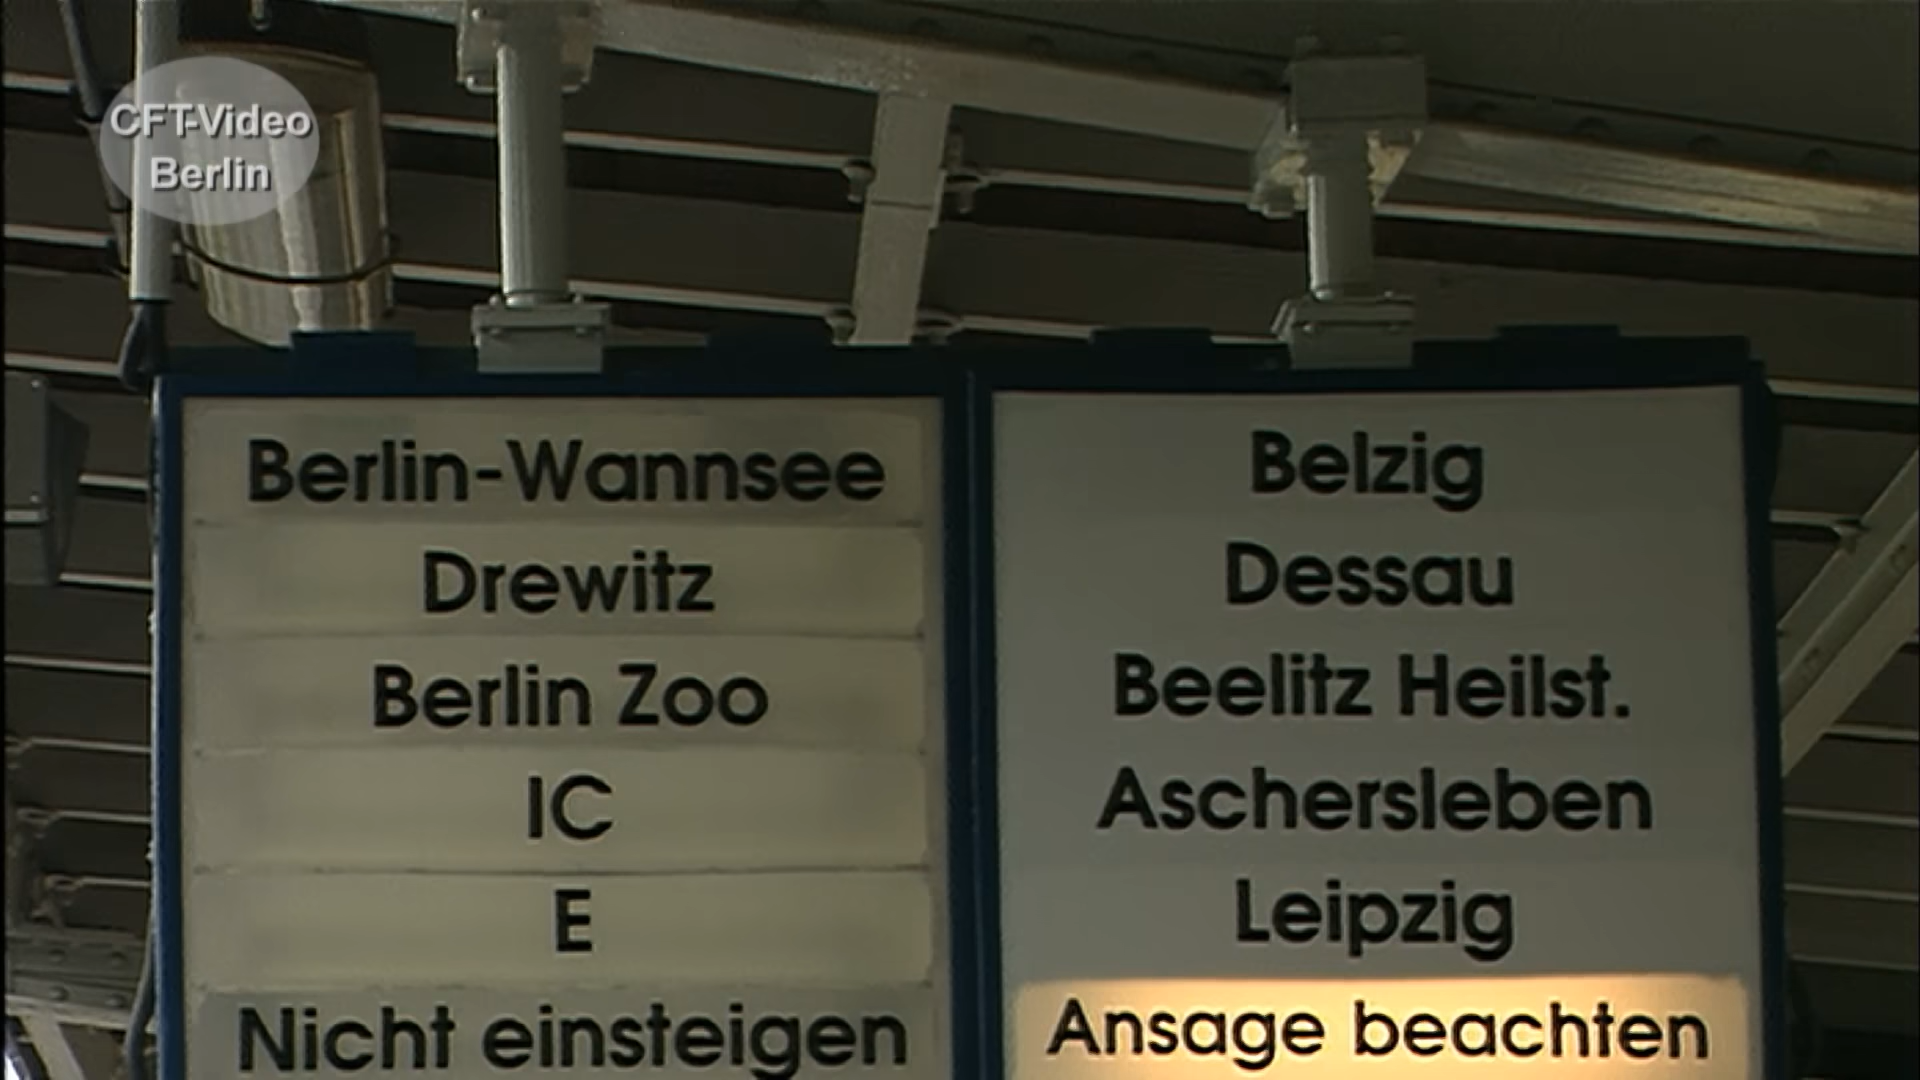 CFT-Video
Berlin
Berlin-Wannsee
Drewitz
Berlin Zoo
IC
E
Nicht einsteigen
Belzig
Dessau
Beelitz Heilst.
Aschersleben
Leipzig
Ansage beachten